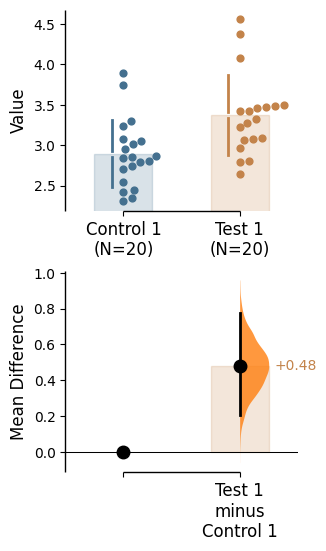 Value
4.5
4.0
3.5
3.0
2.5
Control 1
(N=20)
Test 1
(N=20)
Mean Difference
1.0
0.8
0.6
0.4
0.2
0.0
+0.48
Test 1
minus
Control 1